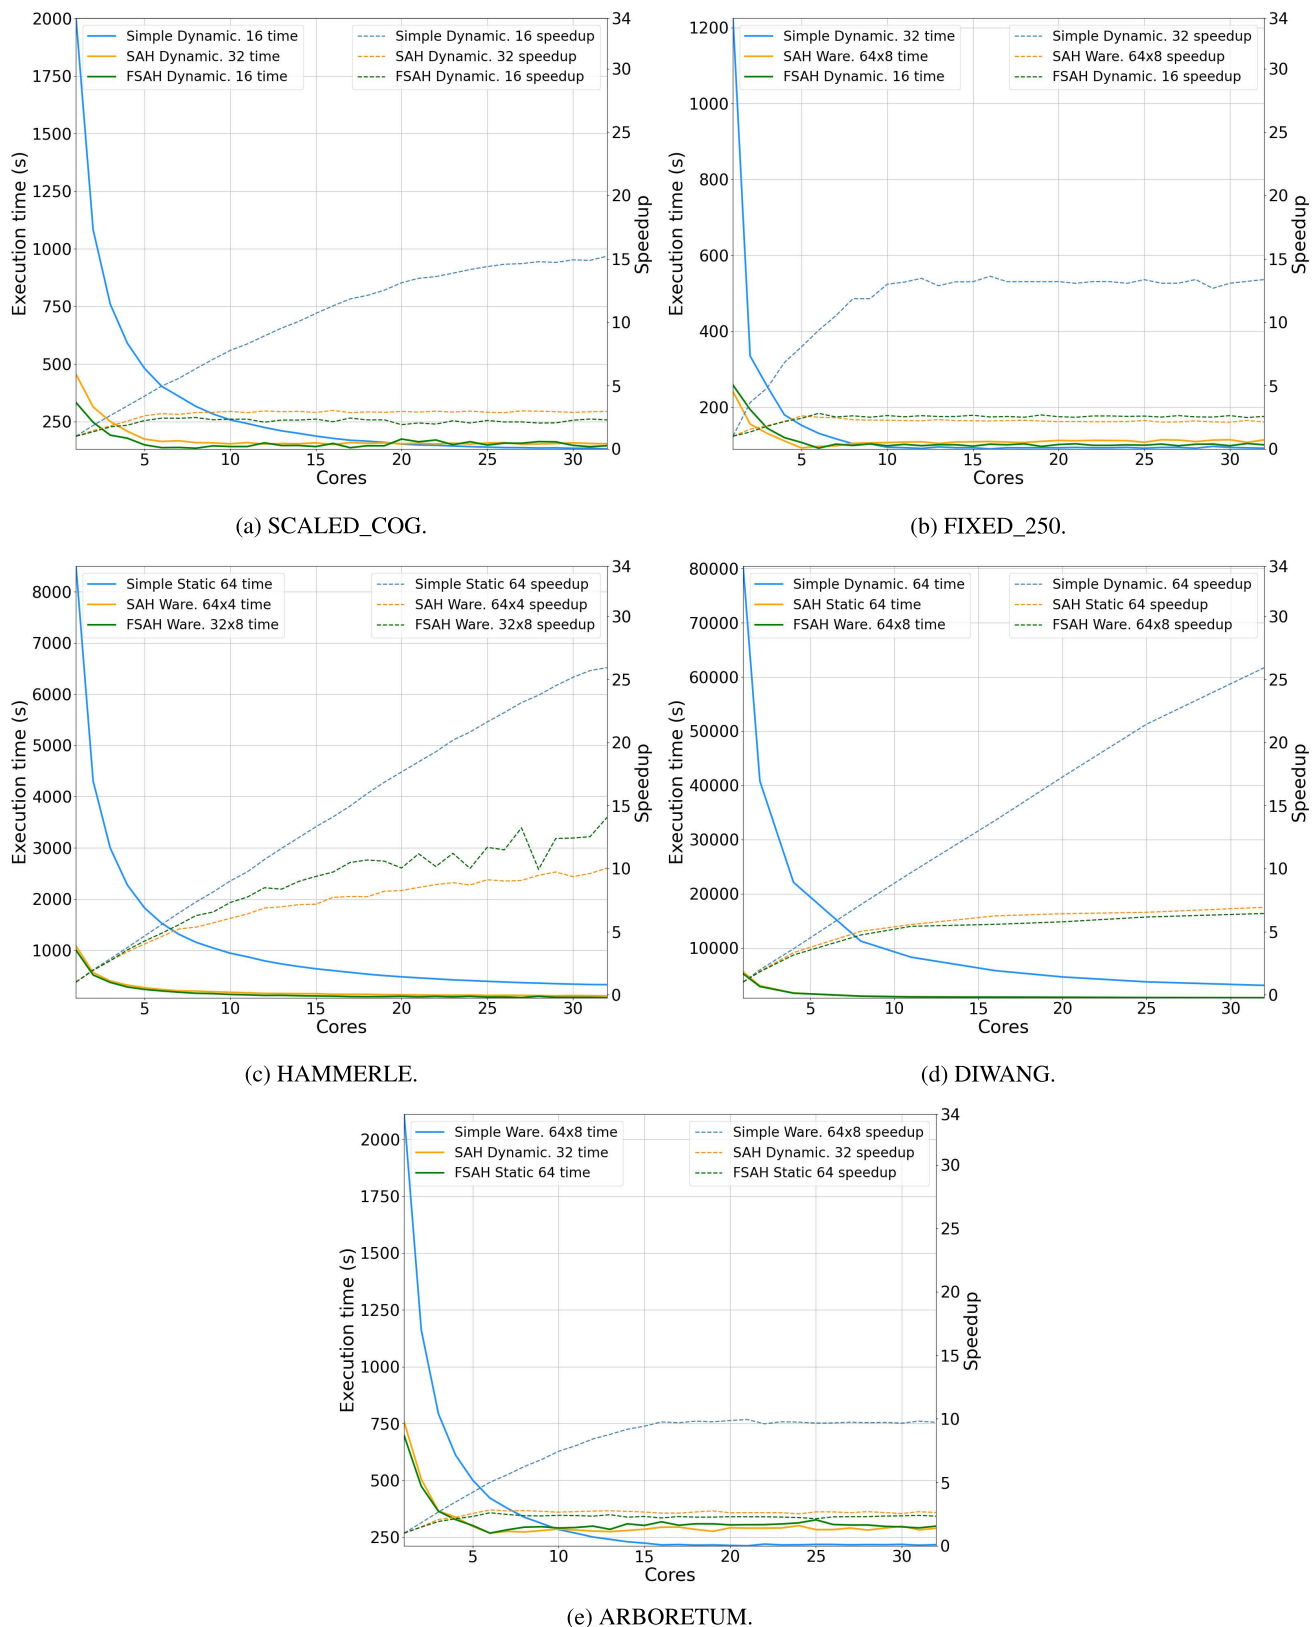 Simple Dynamic. 16 time
SAH Dynamic. 32 time
FSAH Dynamic. 16 time
Simple Dynamic. 16 speedup
SAH Dynamic. 32 speedup
FSAH Dynamic. 16 speedup
Execution time (s)
2000
1750
1500
1250
1000
750
500
250
34
30
25
20
15
10
5
0
Speedup
5 10 15 20 25 30
Cores
(a) SCALED_COG.
Simple Dynamic. 32 time
SAH Ware. 64x8 time
FSAH Dynamic. 16 time
Simple Dynamic. 32 speedup
SAH Ware. 64x8 speedup
FSAH Dynamic. 16 speedup
Execution time (s)
1200
1000
800
600
400
200
34
30
25
20
15
10
5
0
Speedup
5 10 15 20 25 30
Cores
(b) FIXED_250.
Simple Static 64 time
SAH Ware. 64x4 time
FSAH Ware. 32x8 time
Simple Static 64 speedup
SAH Ware. 64x4 speedup
FSAH Ware. 32x8 speedup
Execution time (s)
8000
7000
6000
5000
4000
3000
2000
1000
34
30
25
20
15
10
5
0
Speedup
5 10 15 20 25 30
Cores
(c) HAMMERLE.
Simple Dynamic. 64 time
SAH Static 64 time
FSAH Ware. 64x8 time
Simple Dynamic. 64 speedup
SAH Static 64 speedup
FSAH Ware. 64x8 speedup
Execution time (s)
80000
70000
60000
50000
40000
30000
20000
10000
34
30
25
20
15
10
5
0
Speedup
5 10 15 20 25 30
Cores
(d) DIWANG.
Simple Ware. 64x8 time
SAH Dynamic. 32 time
FSAH Static 64 time
Simple Ware. 64x8 speedup
SAH Dynamic. 32 speedup
FSAH Static 64 speedup
Execution time (s)
2000
1750
1500
1250
1000
750
500
250
34
30
25
20
15
10
5
0
Speedup
5 10 15 20 25 30
Cores
(e) ARBORETUM.